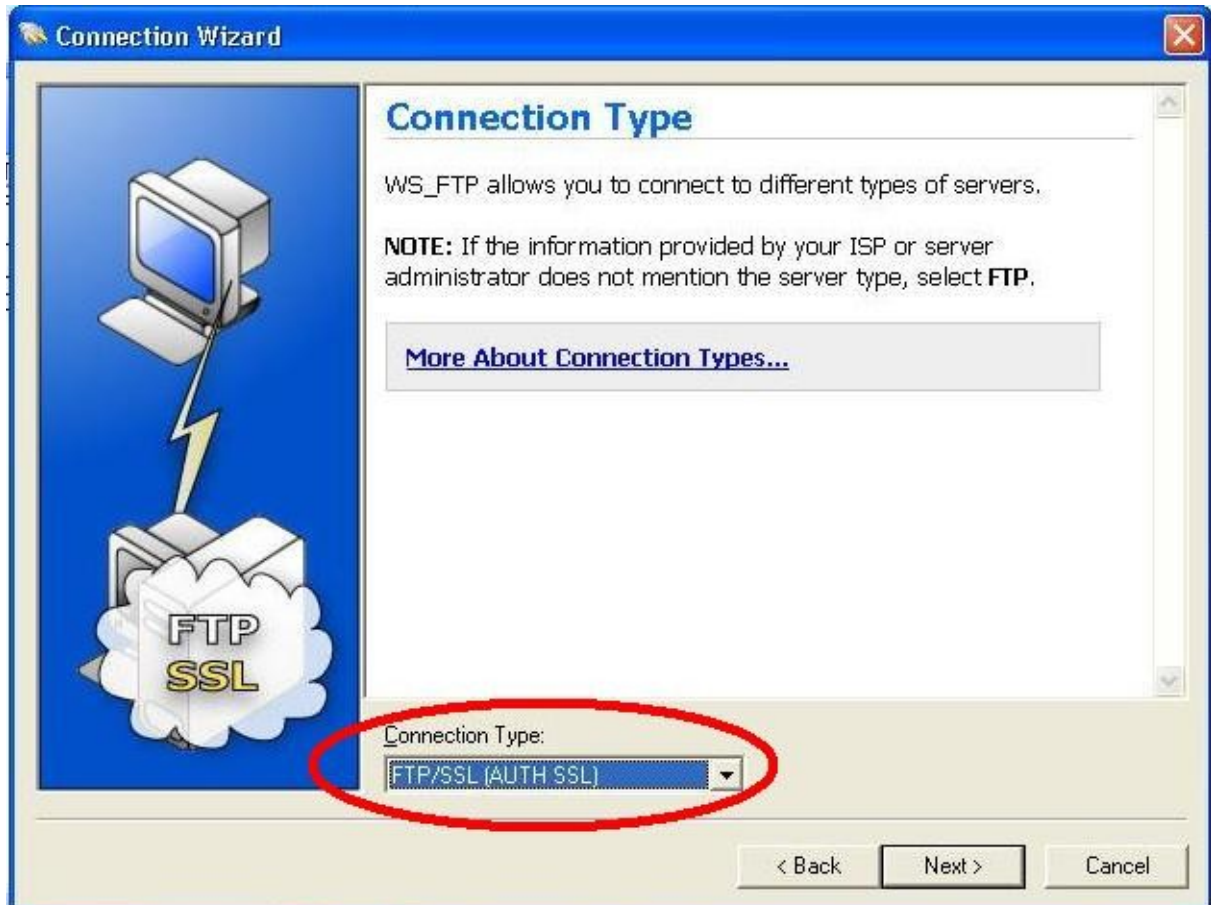 Connection Wizard
Connection Type
WS_FTP allows you to connect to different types of servers.
NOTE: If the information provided by your ISP or server
administrator does not mention the server type, select FTP.
More About Connection Types...
FTP
SSL
Connection Type:
FTP/SSL (AUTH SSL)
< Back
Next >
Cancel